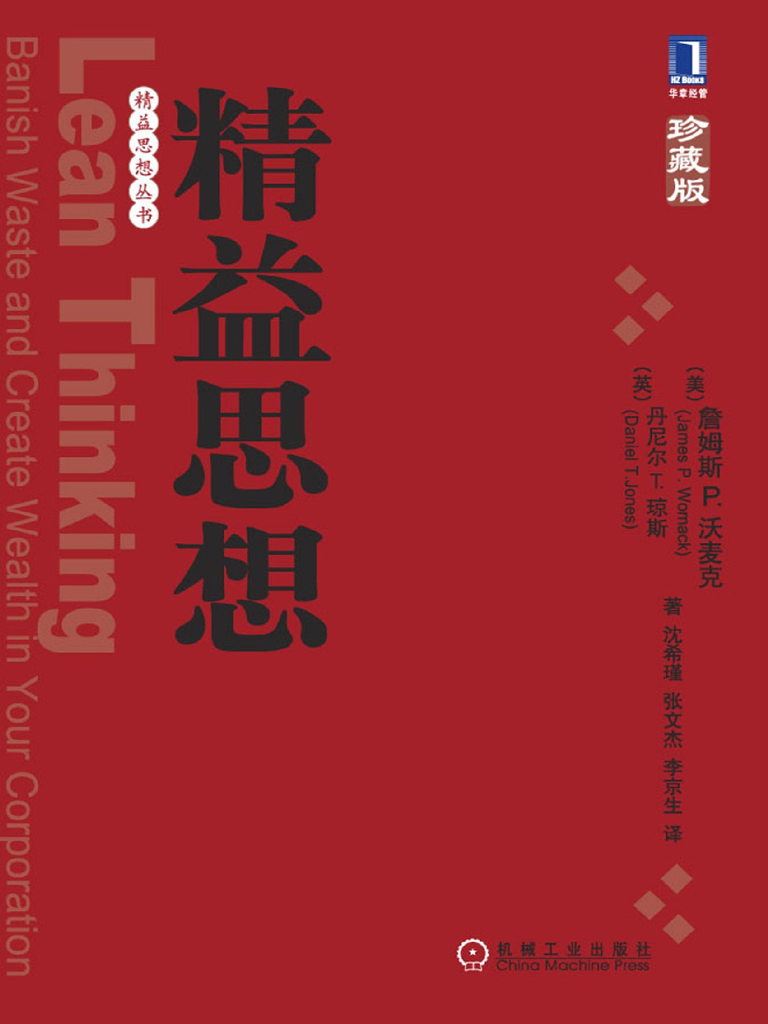 Lean Thinking
Banish Waste and Create Wealth in Your Corporation
精益思想丛书
精益思想
HZ Books
华章经管
珍藏版
(美)詹姆斯 P. 沃麦克
(James P. Womack)
(英)丹尼尔 T. 琼斯
(Daniel T.Jones)
著 沈希瑾 张文杰 李京生 译
机械工业出版社
China Machine Press